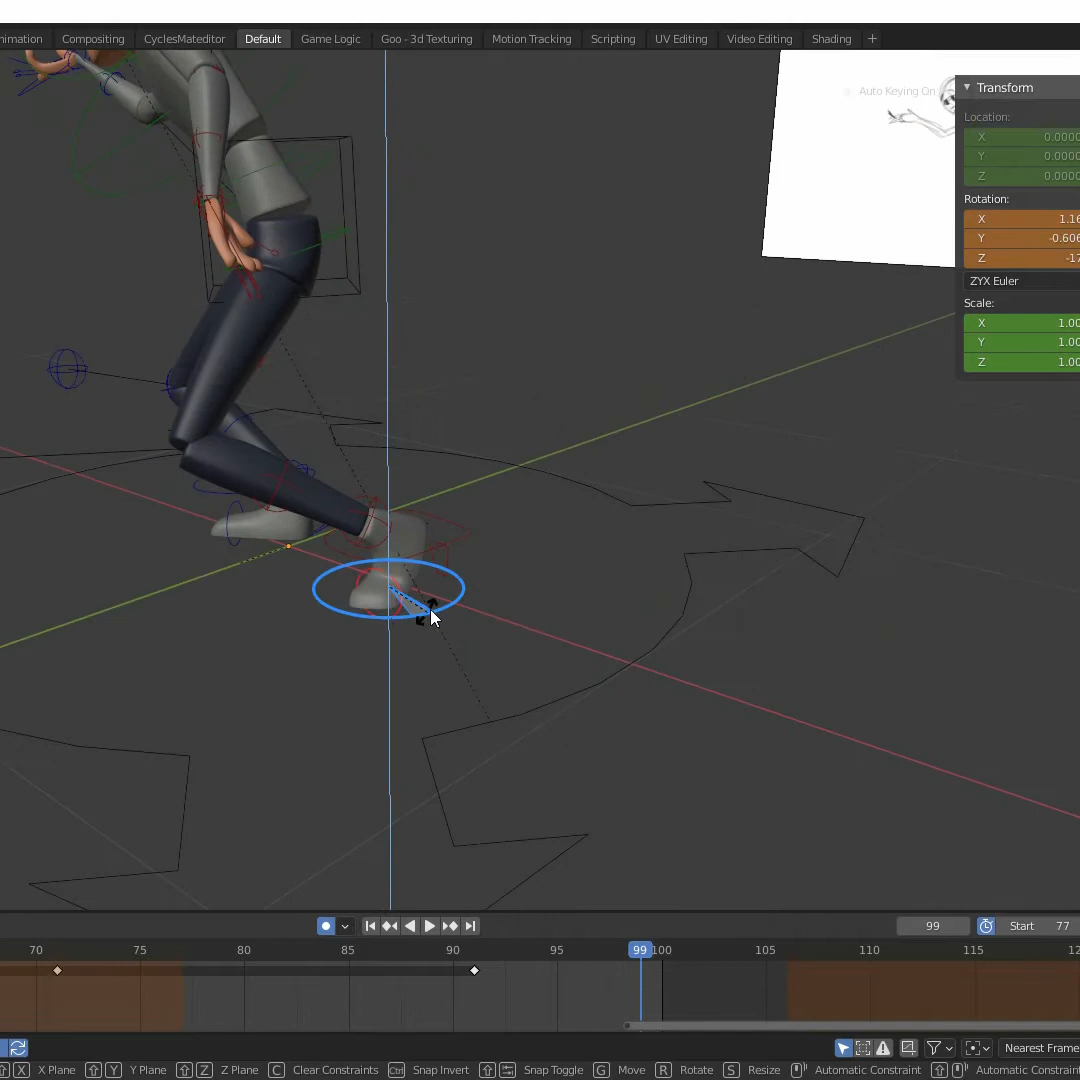 nimation Compositing CyclesMateditor Default Game Logic Goo - 3d Texturing Motion Tracking Scripting UV Editing Video Editing Shading +
Auto Keying On
Transform
Location:
X 0.0000
Y 0.0000
Z 0.0000
Rotation:
X 1.16
Y -0.606
Z -17
ZYX Euler
Scale:
X 1.00
Y 1.00
Z 1.00
99 Start 77
70 75 80 85 90 95 99 100 105 110 115 12
Nearest Frame
X X Plane Y Y Plane Z Z Plane C Clear Constraints Ctrl Snap Invert Snap Toggle G Move R Rotate S Resize Automatic Constraint Automatic Constrain